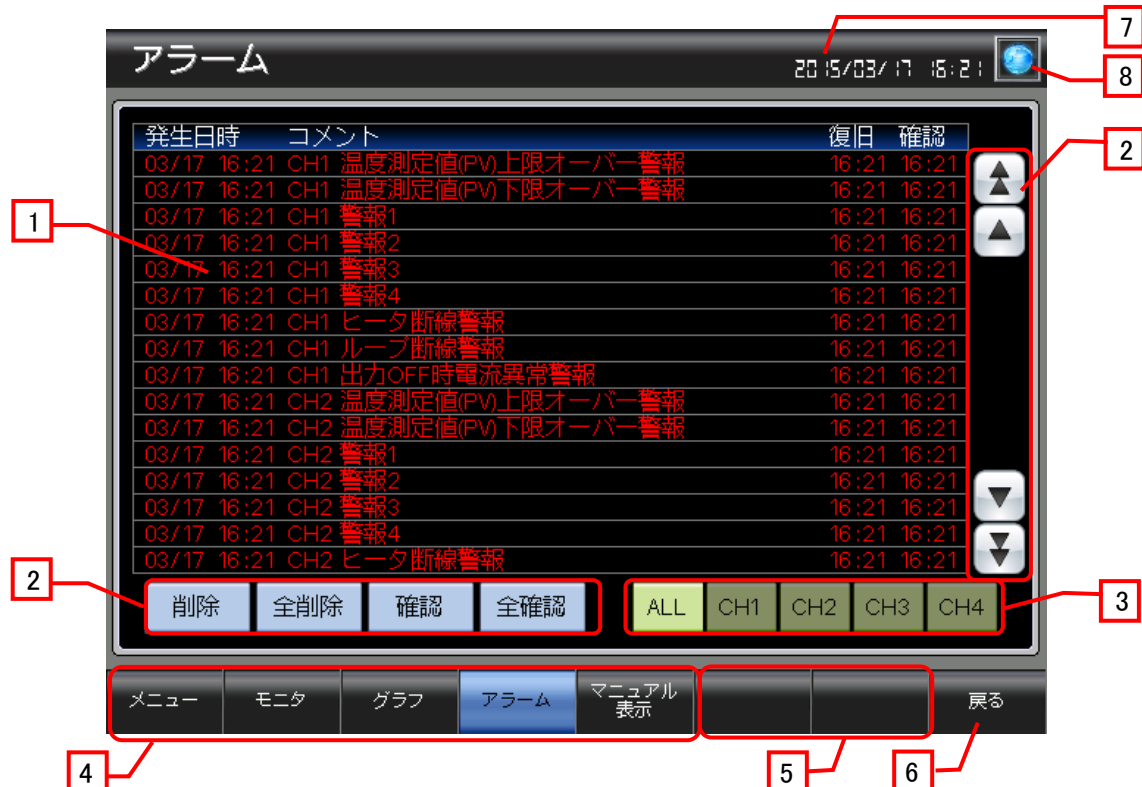 7
アラーム 2015/03/17 16:21
8
発生日時 コメント 復旧 確認
2
03/17 16:21 CH1 温度測定値(PV)上限オーバー警報 16:21 16:21
03/17 16:21 CH1 温度測定値(PV)下限オーバー警報 16:21 16:21
1
03/17 16:21 CH1 警報1 16:21 16:21
03/17 16:21 CH1 警報2 16:21 16:21
03/17 16:21 CH1 警報3 16:21 16:21
03/17 16:21 CH1 警報4 16:21 16:21
03/17 16:21 CH1 ヒータ断線警報 16:21 16:21
03/17 16:21 CH1 ループ断線警報 16:21 16:21
03/17 16:21 CH1 出力OFF時電流異常警報 16:21 16:21
03/17 16:21 CH2 温度測定値(PV)上限オーバー警報 16:21 16:21
03/17 16:21 CH2 温度測定値(PV)下限オーバー警報 16:21 16:21
03/17 16:21 CH2 警報1 16:21 16:21
03/17 16:21 CH2 警報2 16:21 16:21
03/17 16:21 CH2 警報3 16:21 16:21
03/17 16:21 CH2 警報4 16:21 16:21
03/17 16:21 CH2 ヒータ断線警報 16:21 16:21
2
削除 全削除 確認 全確認 ALL CH1 CH2 CH3 CH4
3
メニュー モニタ グラフ アラーム マニュアル
表示
戻る
4 5 6